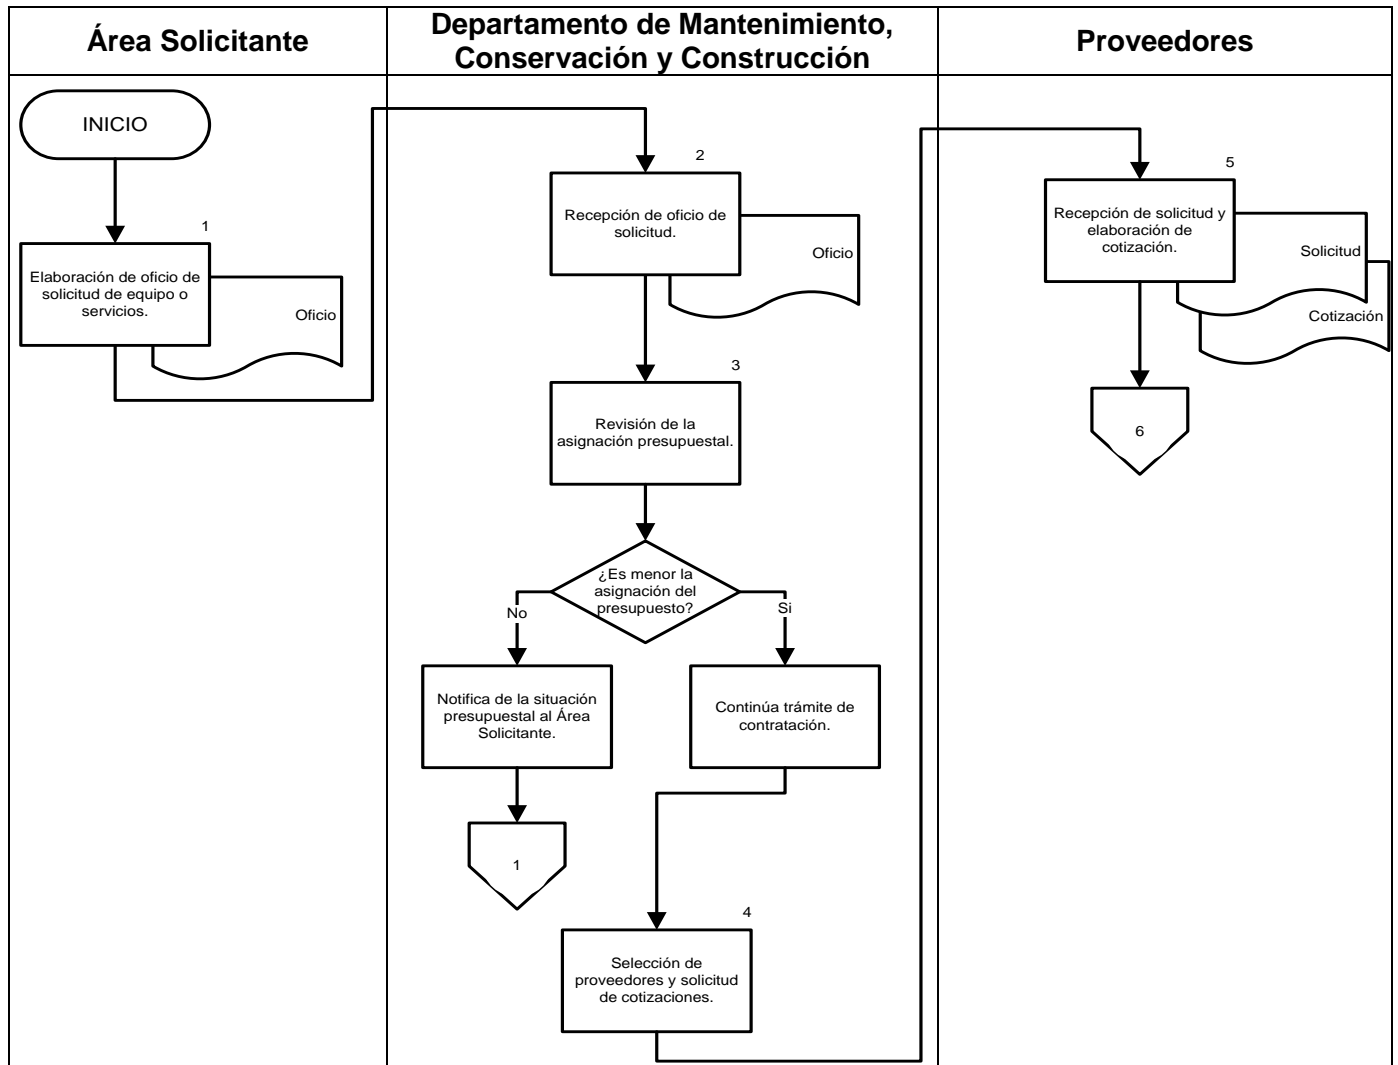 Área Solicitante
Departamento de Mantenimiento,
Conservación y Construcción
Proveedores
INICIO
1
Elaboración de oficio de
solicitud de equipo o
servicios.
Oficio
2
Recepción de oficio de
solicitud.
Oficio
3
Revisión de la
asignación presupuestal.
¿Es menor la
asignación del
presupuesto?
No
Si
Notifica de la situación
presupuestal al Área
Solicitante.
Continúa trámite de
contratación.
1
4
Selección de
proveedores y solicitud
de cotizaciones.
5
Recepción de solicitud y
elaboración de
cotización.
Solicitud
Cotización
6